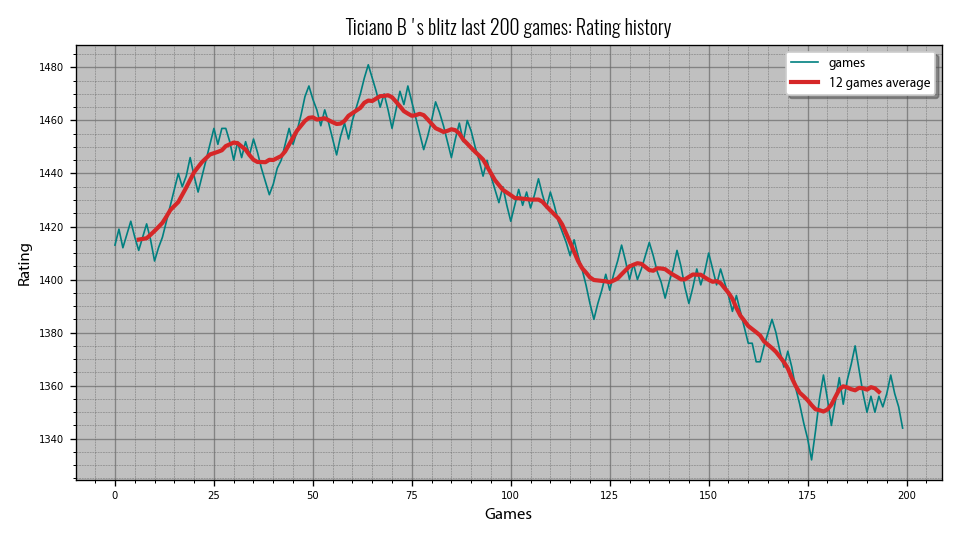 Ticiano B 's blitz last 200 games: Rating history
games
12 games average
Rating
1480
1460
1440
1420
1400
1380
1360
1340
0 25 50 75 100 125 150 175 200
Games